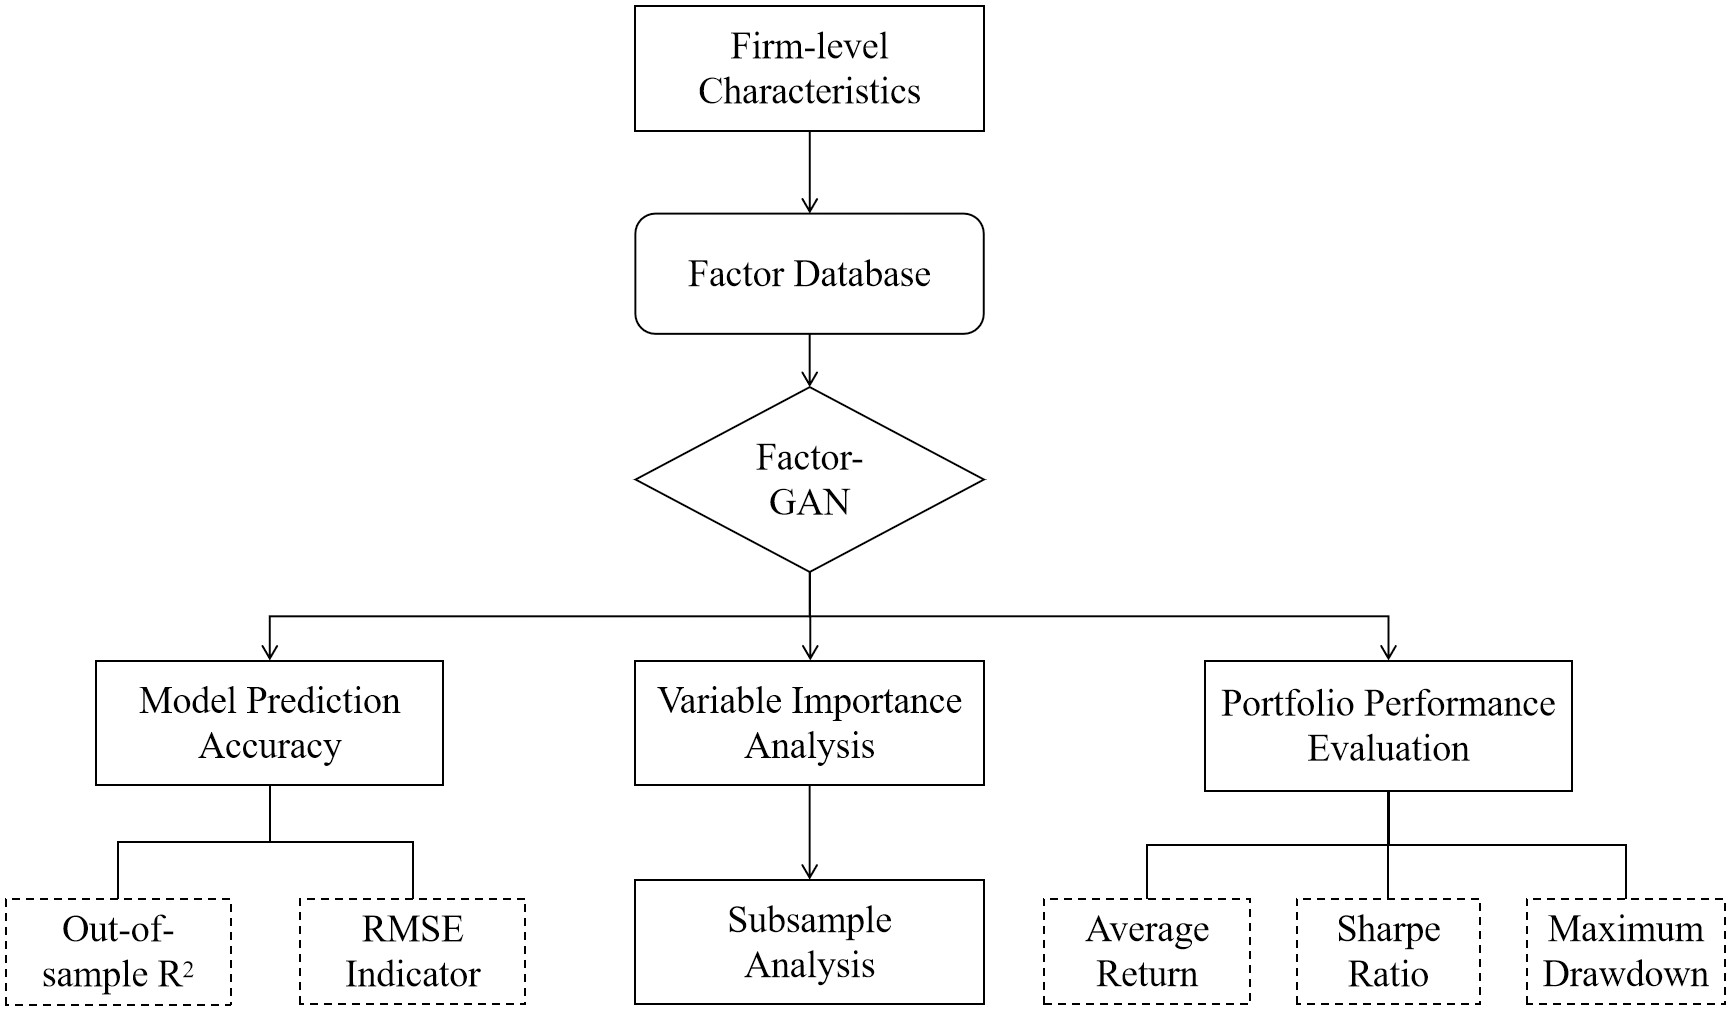 Firm-level
Characteristics
Factor Database
Factor-
GAN
Model Prediction
Accuracy
Variable Importance
Analysis
Portfolio Performance
Evaluation
Out-of-
sample R²
RMSE
Indicator
Subsample
Analysis
Average
Return
Sharpe
Ratio
Maximum
Drawdown